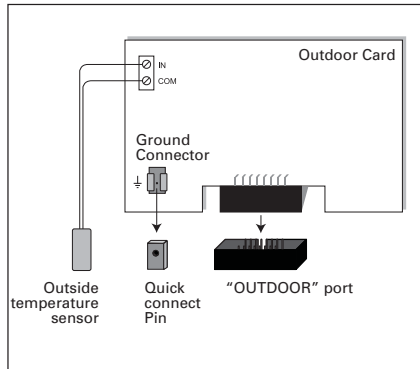 Outdoor Card
IN
COM
Ground
Connector
Outside
temperature
sensor
Quick
connect
Pin
“OUTDOOR” port